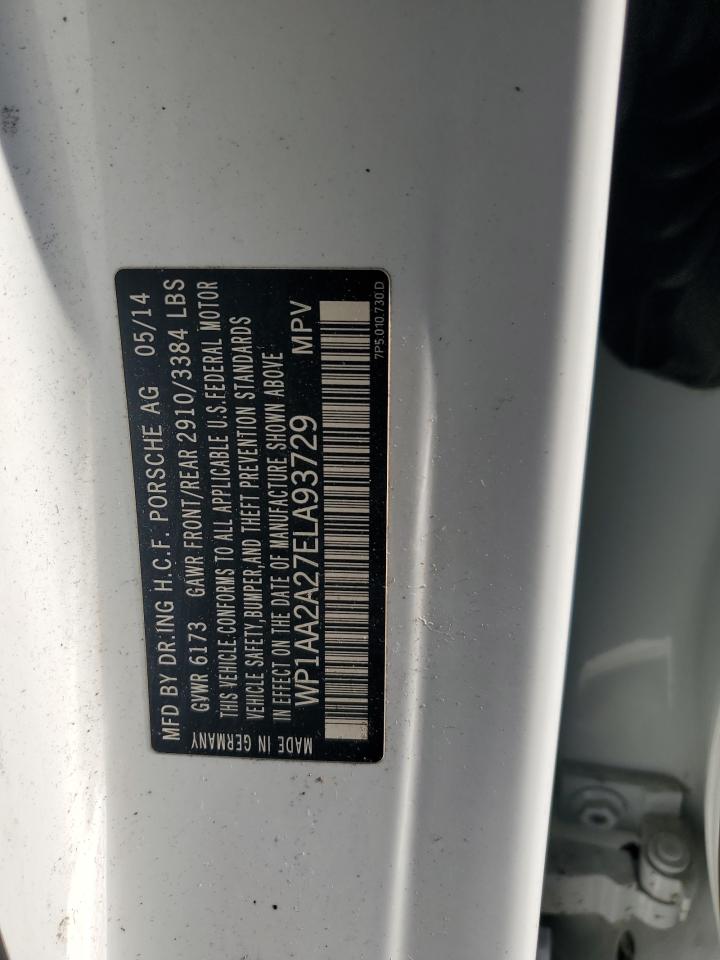 MFD BY DR.ING H.C.F. PORSCHE AG 05/14
GVWR 6173 GAWR FRONT/REAR 2910/3384 LBS
THIS VEHICLE CONFORMS TO ALL APPLICABLE U.S. FEDERAL MOTOR
VEHICLE SAFETY, BUMPER, AND THEFT PREVENTION STANDARDS
IN EFFECT ON THE DATE OF MANUFACTURE SHOWN ABOVE
WP1AA2A27ELA93729 MPV
7P5.010.730.D
MADE IN GERMANY